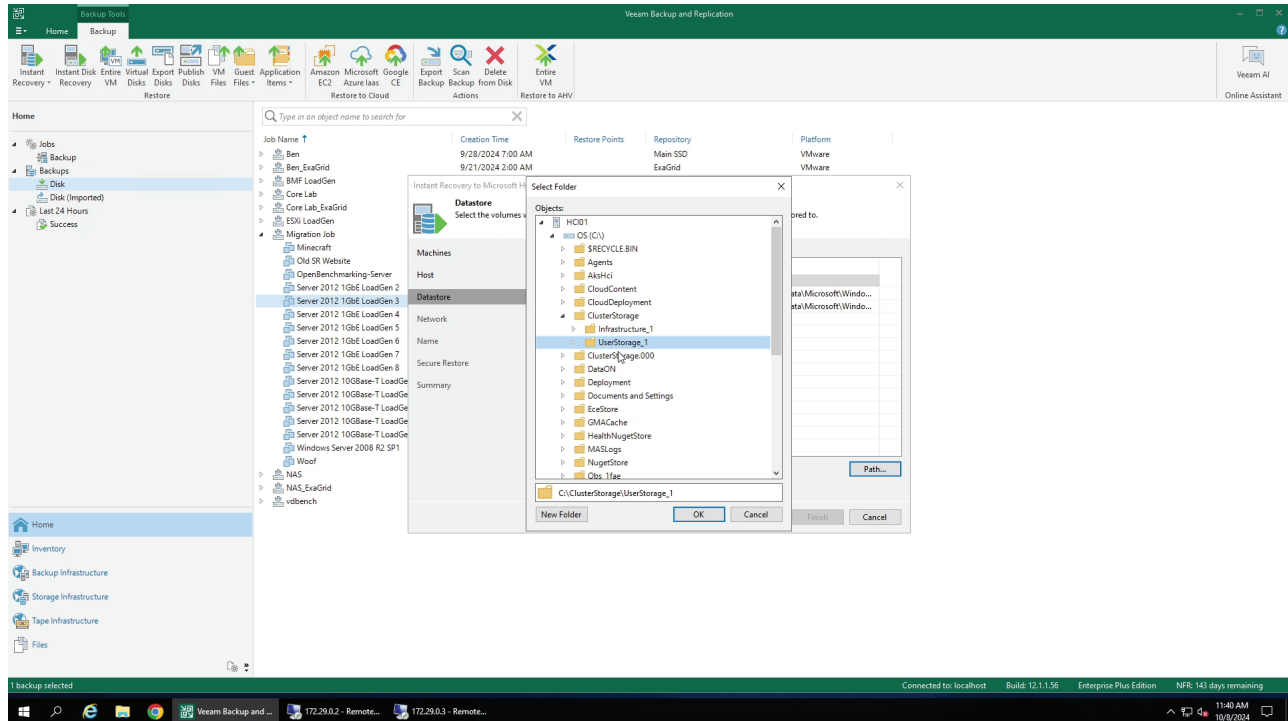 Backup Tools
Veeam Backup and Replication
Home Backup
Instant Recovery
Instant Disk Recovery
Entire VM
Virtual Disks
Export Disks
Publish Disks
VM Files
Guest Files
Application Items
Amazon EC2
Microsoft Azure Iaas
Google CE
Export Backup
Scan Backup
Delete from Disk
Entire VM
Veeam AI
Restore
Restore to Cloud
Actions
Restore to AHV
Online Assistant
Home
Jobs
Backup
Backups
Disk
Disk (Imported)
Last 24 Hours
Success
Type in an object name to search for
Job Name Creation Time Restore Points Repository Platform
Ben 9/28/2024 7:00 AM Main SSD VMware
Ben_ExaGrid 9/21/2024 2:00 AM ExaGrid VMware
BMF LoadGen
Core Lab
Core Lab_ExaGrid
ESXi LoadGen
Migration Job
Minecraft
Old SR Website
OpenBenchmarking-Server
Server 2012 1GbE LoadGen 2
Server 2012 1GbE LoadGen 3
Server 2012 1GbE LoadGen 4
Server 2012 1GbE LoadGen 5
Server 2012 1GbE LoadGen 6
Server 2012 1GbE LoadGen 7
Server 2012 1GbE LoadGen 8
Server 2012 10GBase-T LoadGe
Server 2012 10GBase-T LoadGe
Server 2012 10GBase-T LoadGe
Server 2012 10GBase-T LoadGe
Server 2012 10GBase-T LoadGe
Windows Server 2008 R2 SP1
Woof
NAS
NAS_ExaGrid
vdbench
Instant Recovery to Microsoft H
Datastore
Select the volumes
ored to.
Machines
Host
Datastore
Network
Name
Secure Restore
Summary
ata\Microsoft\Windo...
ata\Microsoft\Windo...
Path...
Finish Cancel
Select Folder
Objects:
HCI01
OS (C:\)
$RECYCLE.BIN
Agents
AksHci
CloudContent
CloudDeployment
ClusterStorage
Infrastructure_1
UserStorage_1
ClusterStorage.000
DataON
Deployment
Documents and Settings
EceStore
GMACache
HealthNugetStore
MASLogs
NugetStore
Obs_1fae
C:\ClusterStorage\UserStorage_1
New Folder OK Cancel
Home
Inventory
Backup Infrastructure
Storage Infrastructure
Tape Infrastructure
Files
1 backup selected
Connected to: localhost Build: 12.1.1.56 Enterprise Plus Edition NFR: 143 days remaining
Veeam Backup and ... 172.29.0.2 - Remote... 172.29.0.3 - Remote...
11:40 AM
10/8/2024